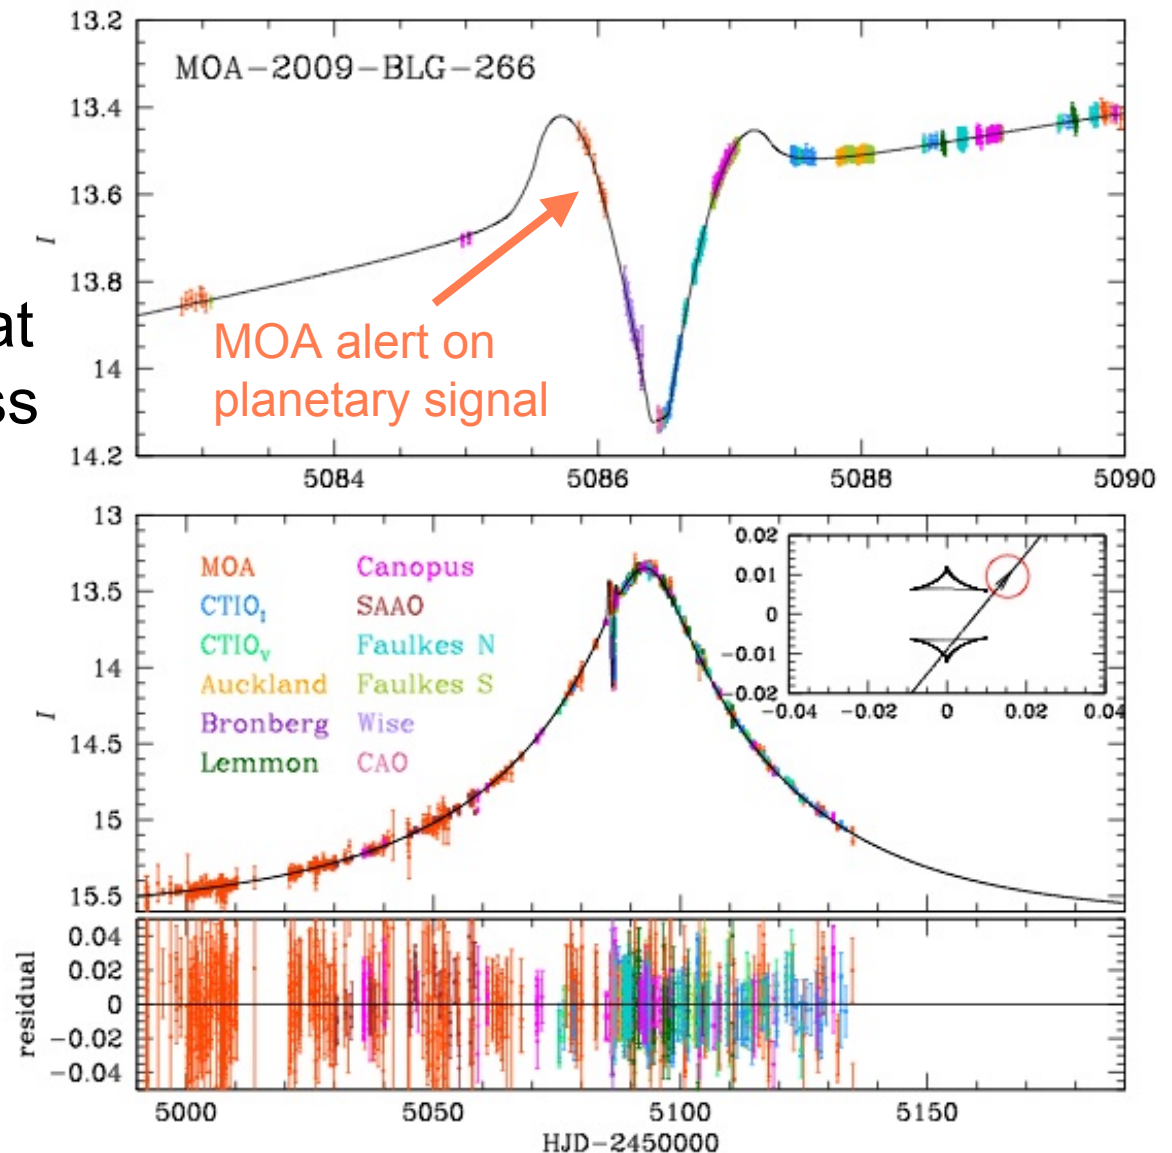 13.2
MOA-2009-BLG-266
13.4
13.6
I
13.8
at
MOA alert on
14
planetary signal
ss
14.2
5084 5086 5088 5090
13
MOA Canopus
CTIO_I SAAO
13.5
CTIO_V Faulkes N
Auckland Faulkes S
14
Bronberg Wise
Lemmon CAO
I
14.5
15
15.5
0.02
0.01
0
-0.01
-0.02
-0.04 -0.02 0 0.02 0.04
residual
0.04
0.02
0
-0.02
-0.04
5000 5050 5100 5150
HJD-2450000